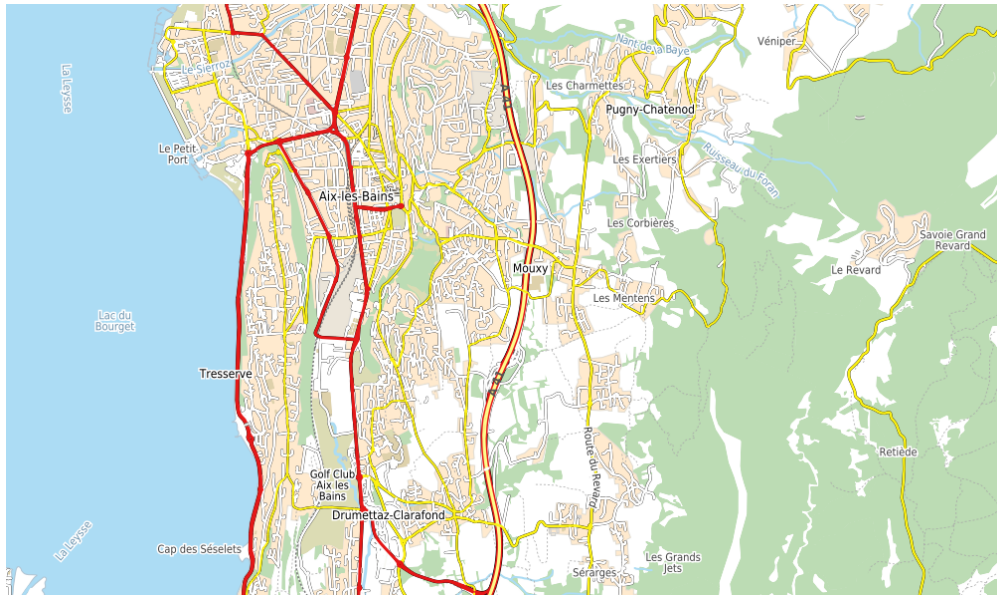 Nant de la Baye
Véniper
La Leysse
Le Sierroz
Les Charmettes
A 41
Pugny-Chatenod
Le Petit
Port
Les Exertiers
Ruisseau du Foran
Aix-les-Bains
Les Corbières
Savoie Grand
Revard
Mouxy
Le Revard
Les Mentens
Lac du
Bourget
Tresserve
A 41
Route du Revard
Retiède
Golf Club
Aix les
Bains
Drumettaz-Clarafond
La Leysse
Cap des Séselets
Les Grands
Jets
Sérarges